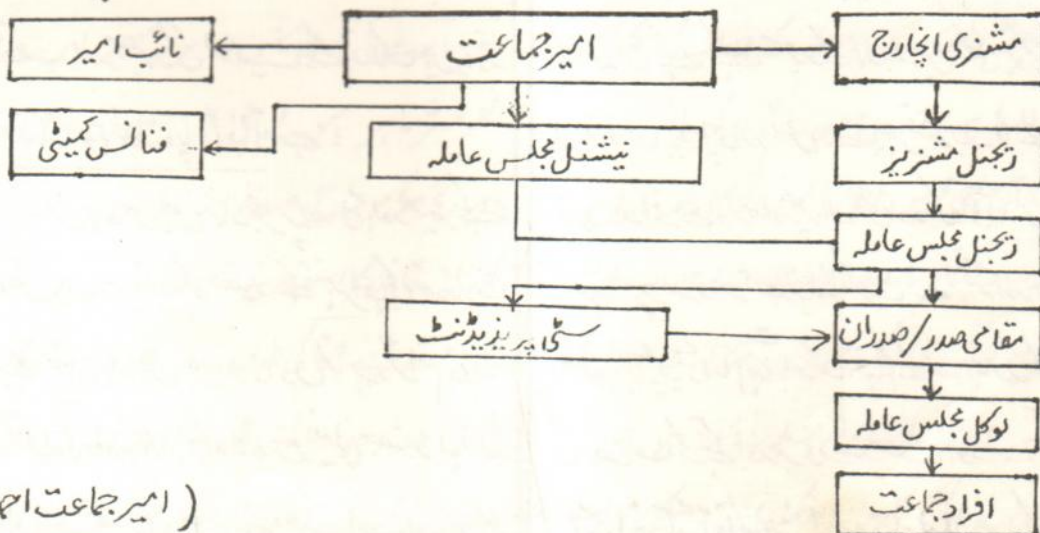 مشنری انچارج
امیر جماعت
نائب امیر
ریجنل مشنریز
نیشنل مجلس عاملہ
فنانس کمیٹی
ریجنل مجلس عاملہ
سٹی پریزیڈنٹ
مقامی صدر/صدران
لوکل مجلس عاملہ
افراد جماعت
(امیر جماعت